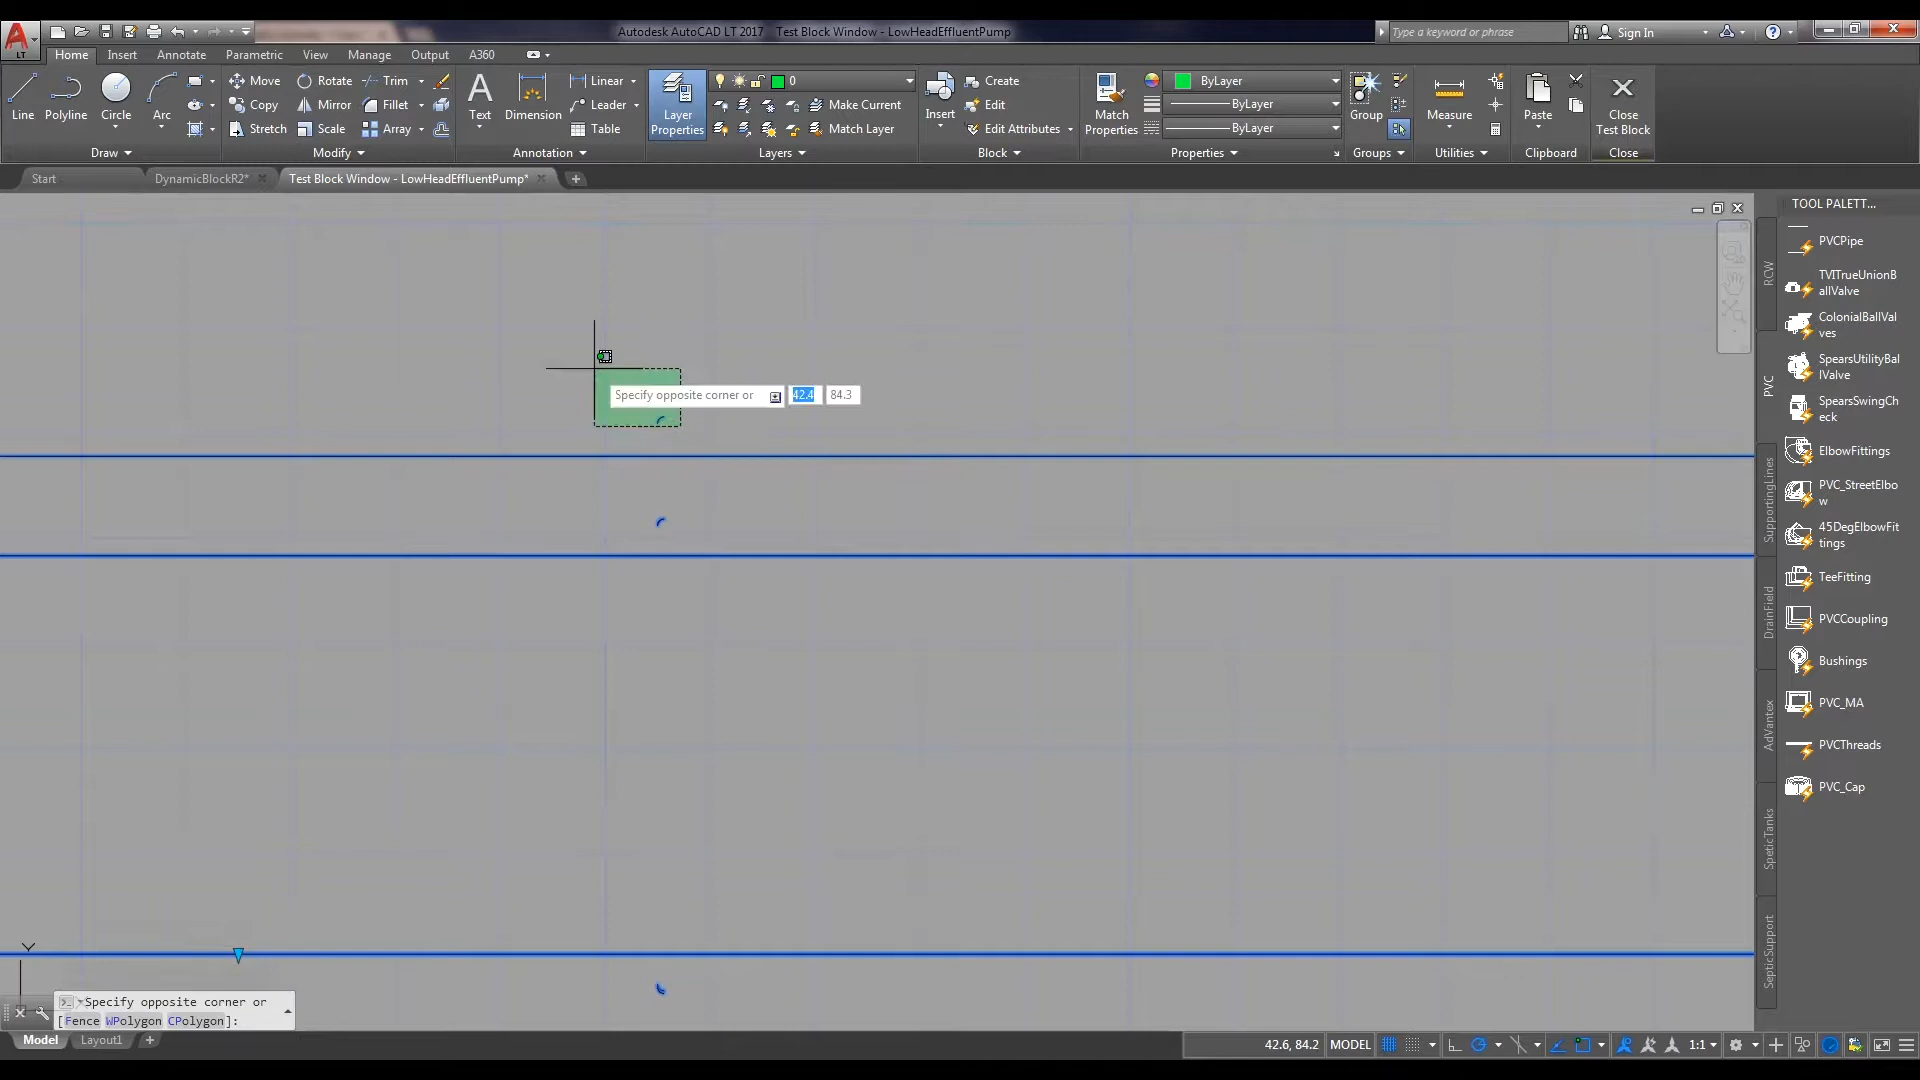 Autodesk AutoCAD LT 2017 Test Block Window - LowHeadEffluentPump
Type a keyword or phrase
Sign In
A
LT
Home Insert Annotate Parametric View Manage Output A360
Line Polyline Circle Arc
Move Rotate Trim
Copy Mirror Fillet
Stretch Scale Array
Text Dimension
Linear
Leader
Table
Layer
Properties
0
Make Current
Match Layer
Insert
Create
Edit
Edit Attributes
Match
Properties
ByLayer
ByLayer
ByLayer
Group
Measure
Paste
Close
Test Block
Draw Modify Annotation Layers Block Properties Groups Utilities Clipboard Close
Start DynamicBlockR2* Test Block Window - LowHeadEffluentPump*
TOOL PALETT...
RCW
PVC
SupportingLines
DrainField
AdVantex
SpeticTanks
SepticSupport
PVCPipe
TVITrueUnionB
allValve
ColonialBallVal
ves
SpearsUtilityBal
lValve
SpearsSwingCh
eck
ElbowFittings
PVC_StreetElbo
w
45DegElbowFit
tings
TeeFitting
PVCCoupling
Bushings
PVC_MA
PVCThreads
PVC_Cap
Specify opposite corner or 42.4 84.3
Y
Specify opposite corner or
[Fence WPolygon CPolygon]:
Model Layout1
42.6, 84.2 MODEL 1:1